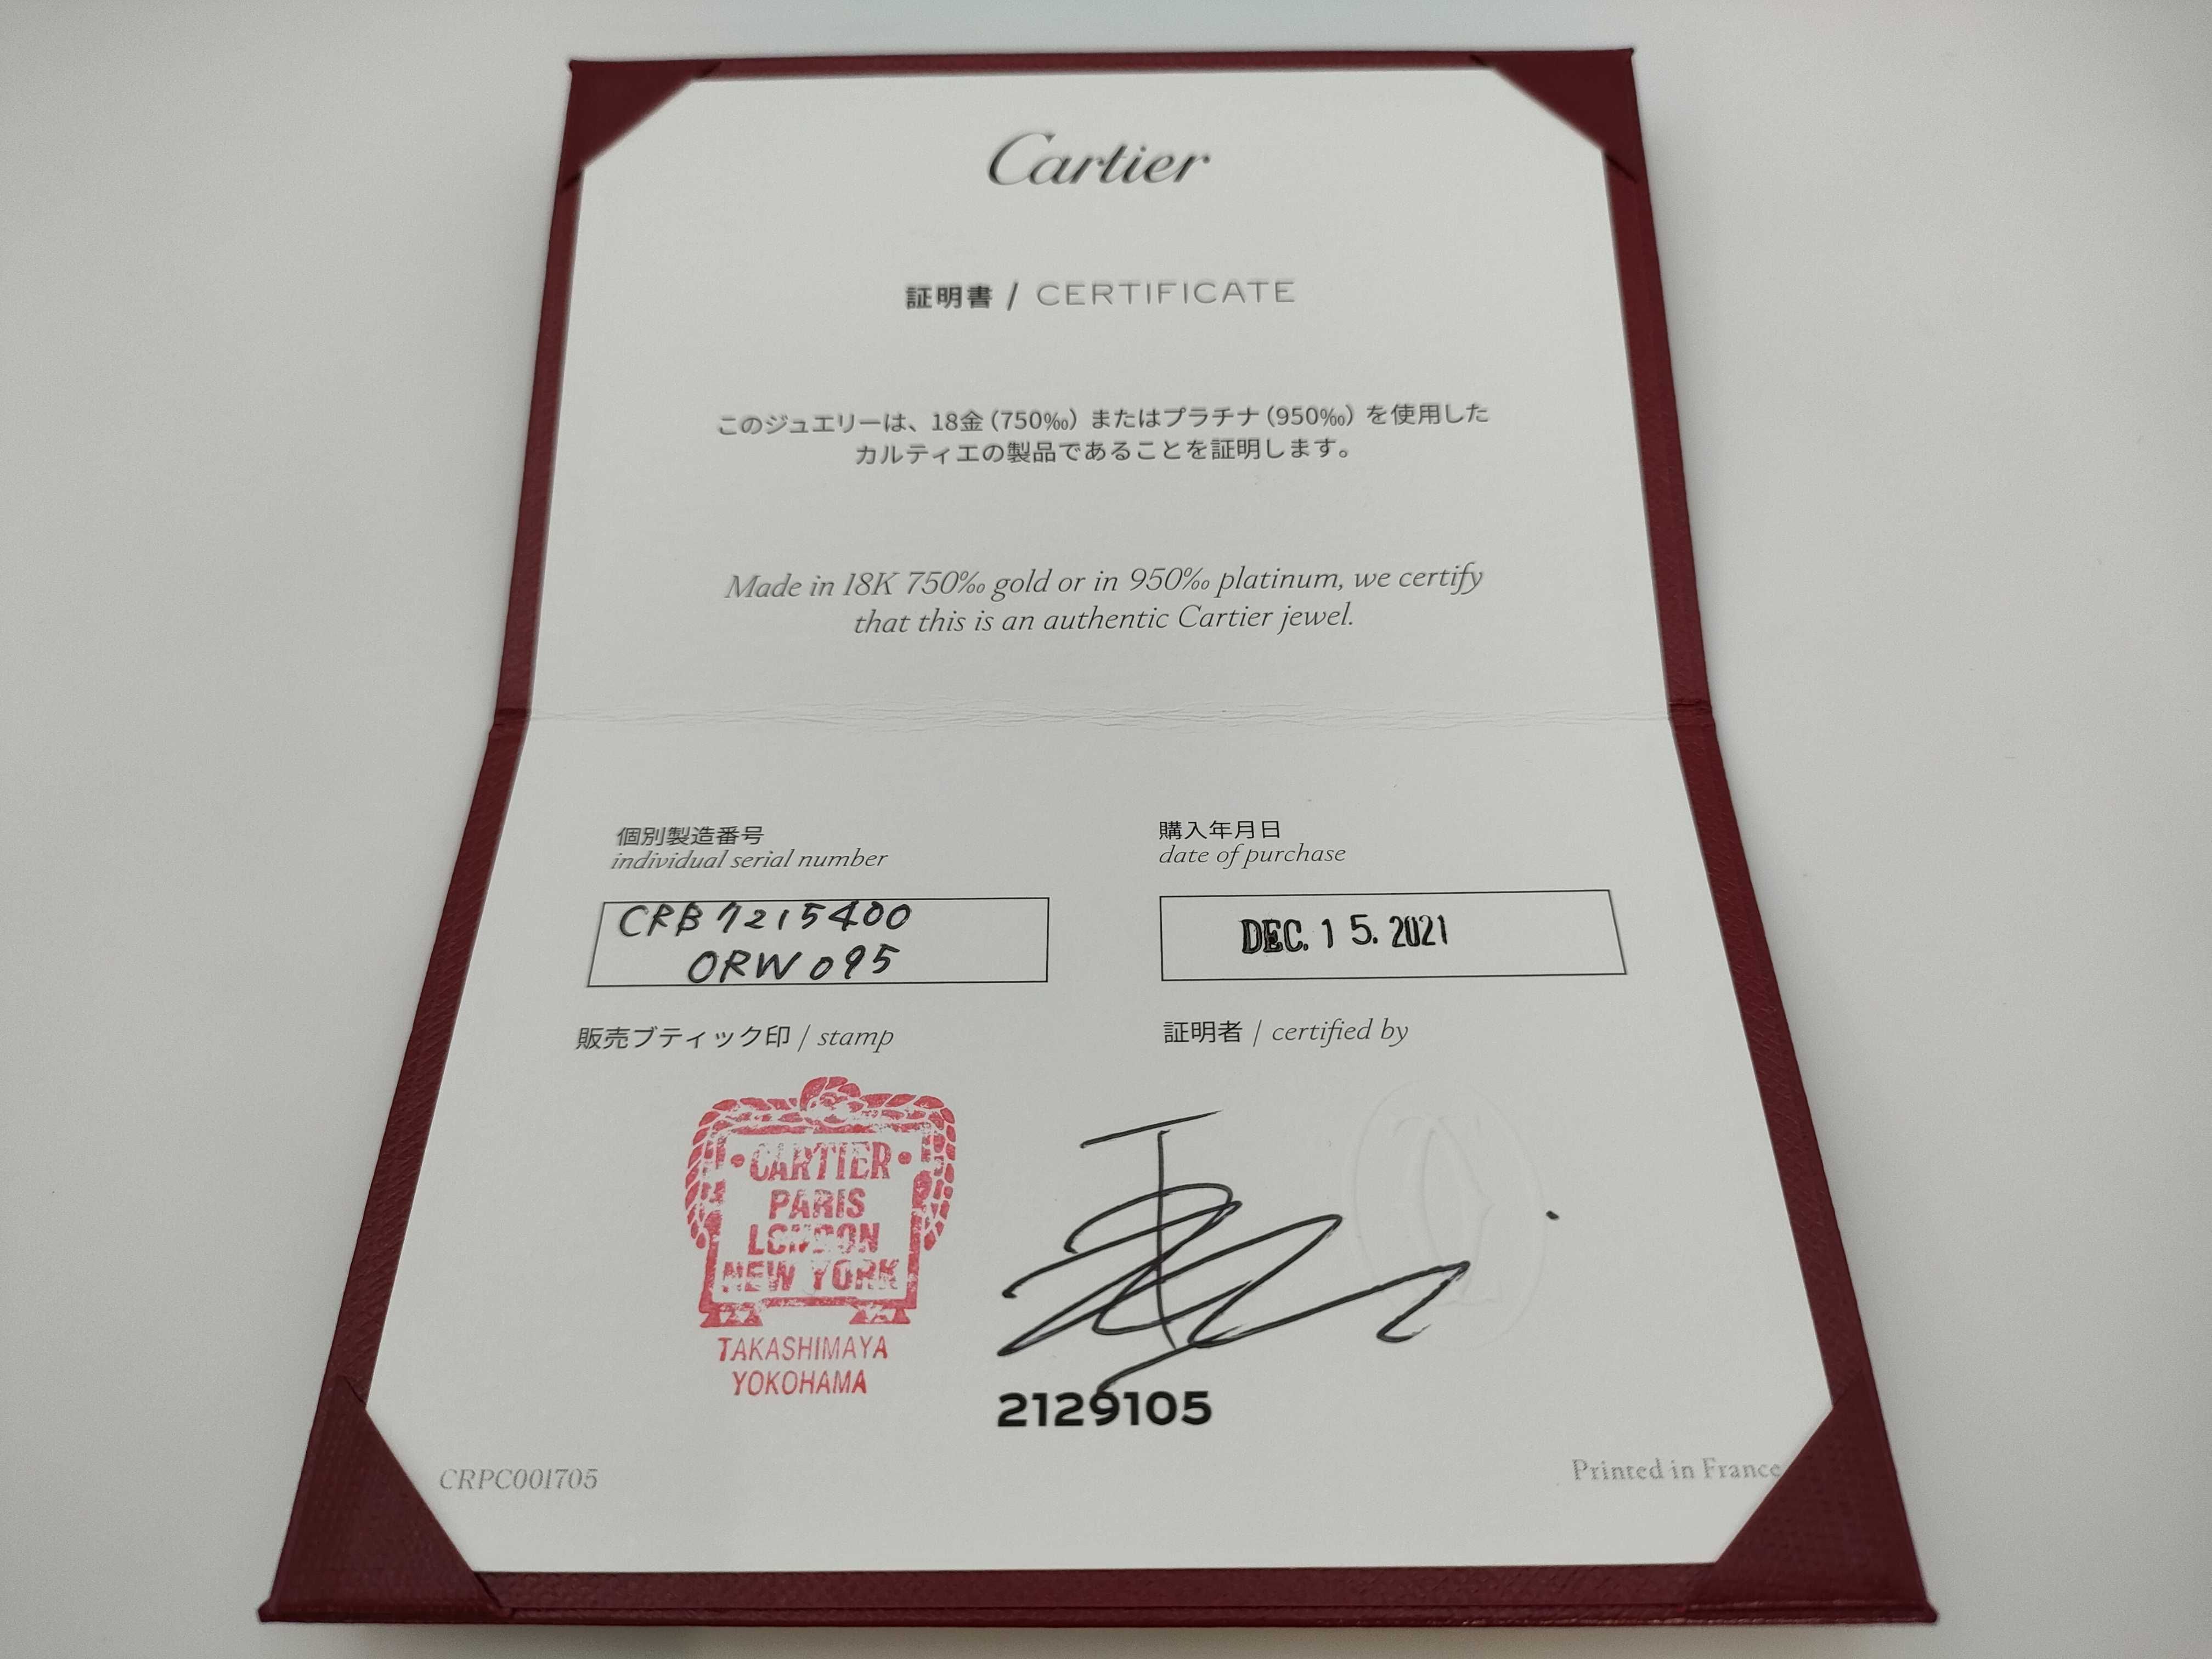 Cartier
証明書 / CERTIFICATE
このジュエリーは、18金（750‰）またはプラチナ（950‰）を使用した
カルティエの製品であることを証明します。
Made in 18K 750‰ gold or in 950‰ platinum, we certify
that this is an authentic Cartier jewel.
個別製造番号
individual serial number
CRB7215400
ORW095
購入年月日
date of purchase
DEC. 15. 2021
販売ブティック印 / stamp
CARTIER
PARIS
LONDON
NEW YORK
TAKASHIMAYA
YOKOHAMA
証明者 / certified by
2129105
CRPC001705
Printed in France